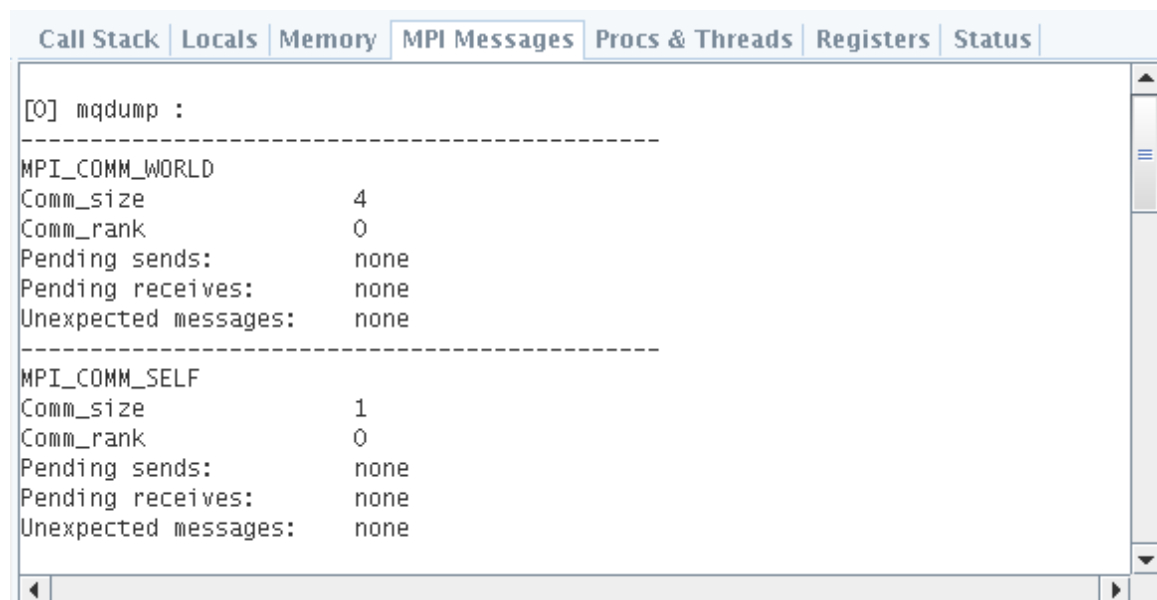 Call Stack Locals Memory MPI Messages Procs & Threads Registers Status
[0] mqdump :
----------------------------------------------
MPI_COMM_WORLD
Comm_size 4
Comm_rank 0
Pending sends: none
Pending receives: none
Unexpected messages: none
----------------------------------------------
MPI_COMM_SELF
Comm_size 1
Comm_rank 0
Pending sends: none
Pending receives: none
Unexpected messages: none